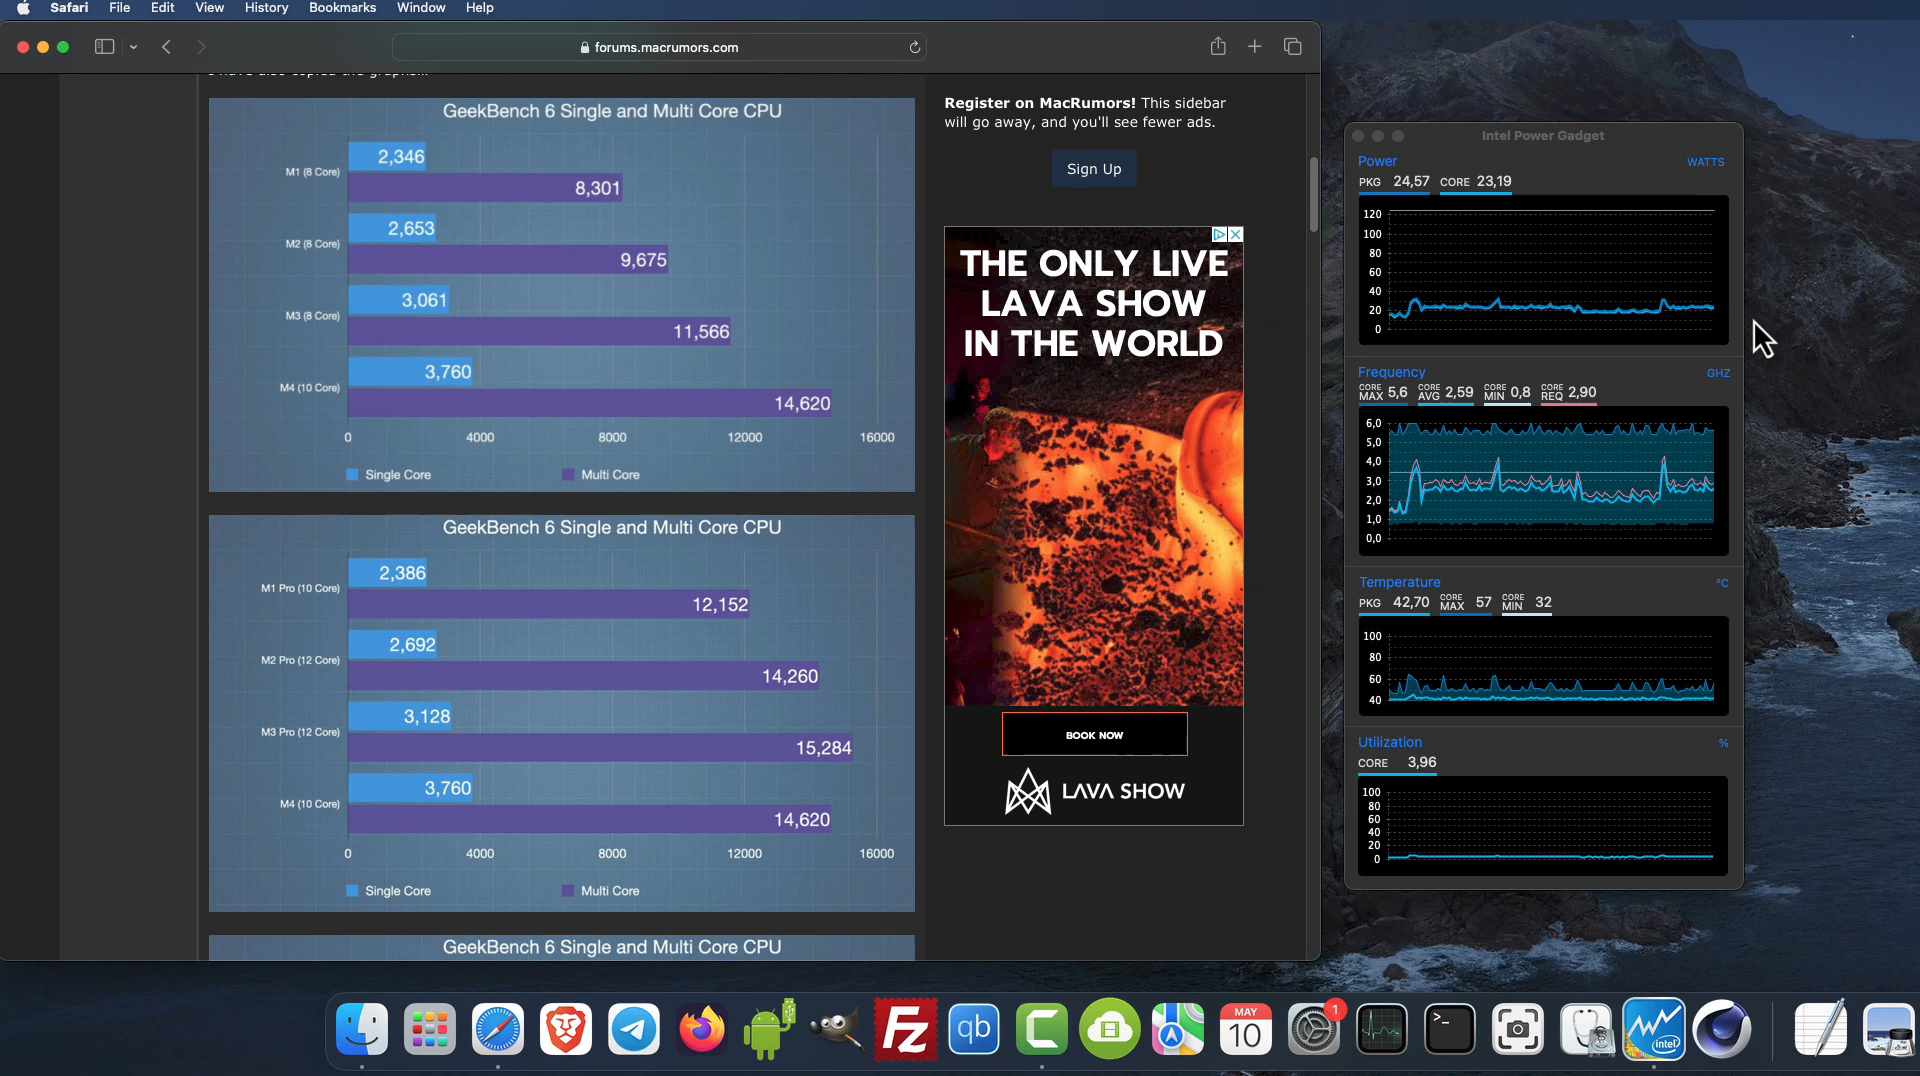 Safari File Edit View History Bookmarks Window Help
forums.macrumors.com
GeekBench 6 Single and Multi Core CPU
M1 (8 Core)
2,346
8,301
M2 (8 Core)
2,653
9,675
M3 (8 Core)
3,061
11,566
M4 (10 Core)
3,760
14,620
0 4000 8000 12000 16000
Single Core Multi Core
GeekBench 6 Single and Multi Core CPU
M1 Pro (10 Core)
2,386
12,152
M2 Pro (12 Core)
2,692
14,260
M3 Pro (12 Core)
3,128
15,284
M4 (10 Core)
3,760
14,620
0 4000 8000 12000 16000
Single Core Multi Core
GeekBench 6 Single and Multi Core CPU
Register on MacRumors! This sidebar
will go away, and you'll see fewer ads.
Sign Up
THE ONLY LIVE
LAVA SHOW
IN THE WORLD
BOOK NOW
LAVA SHOW
Intel Power Gadget
Power WATTS
PKG 24,57 CORE 23,19
120
100
80
60
40
20
0
Frequency GHZ
CORE MAX 5,6 CORE AVG 2,59 CORE MIN 0,8 CORE REQ 2,90
6,0
5,0
4,0
3,0
2,0
1,0
0,0
Temperature °C
PKG 42,70 CORE MAX 57 CORE MIN 32
100
80
60
40
Utilization %
CORE 3,96
100
80
60
40
20
0
Fz
qb
C
MAY
10
1
>_
intel